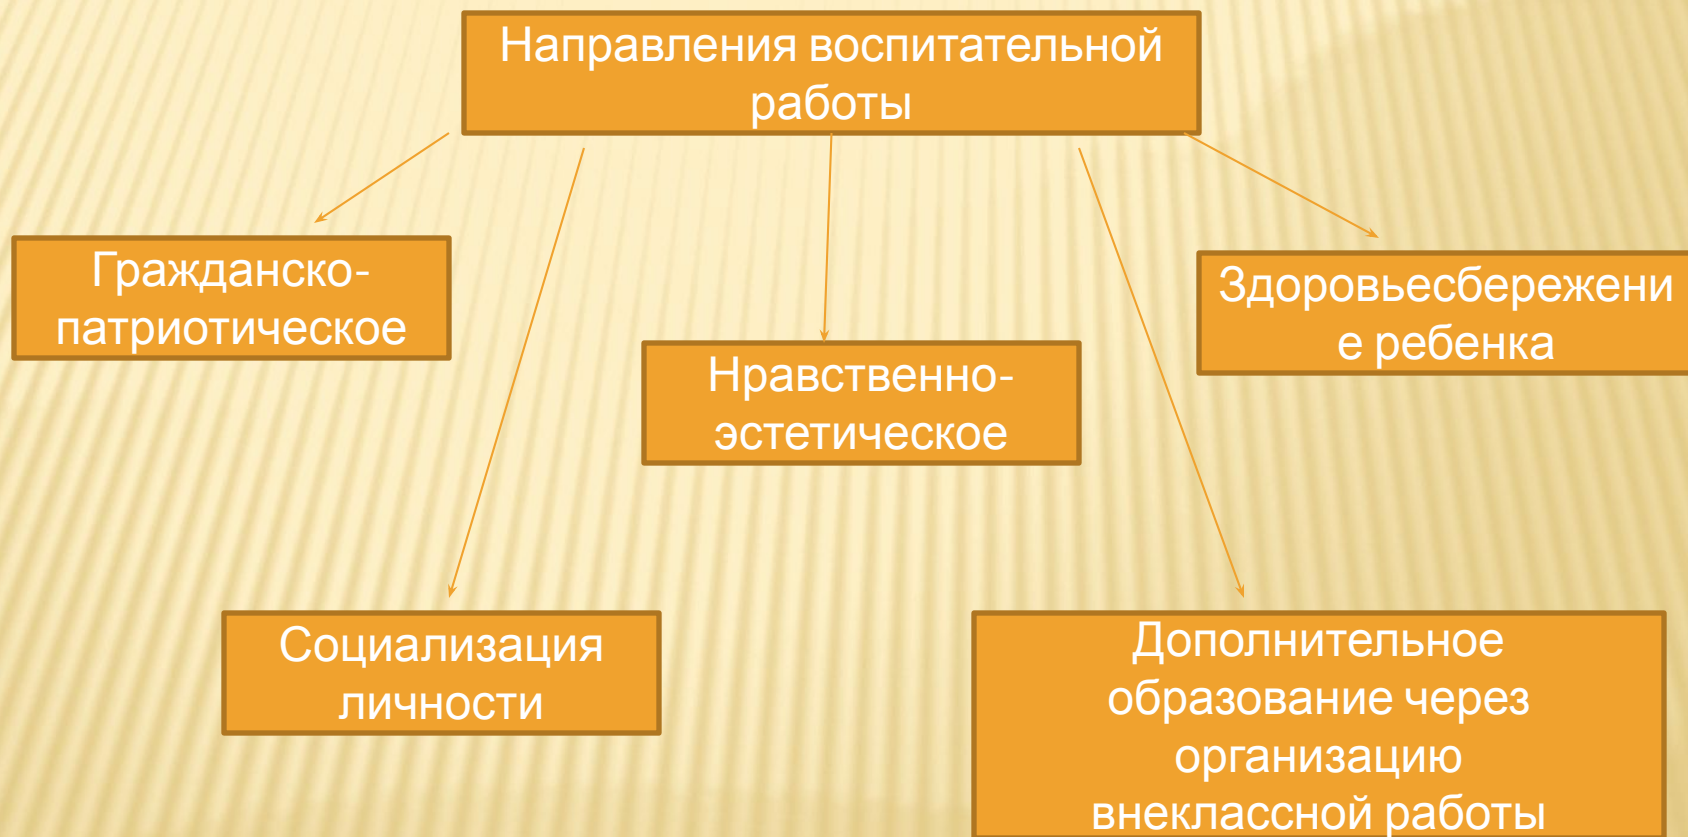 Направления воспитательной
работы
Гражданско-
патриотическое
Здоровьесбережени
е ребенка
Нравственно-
эстетическое
Социализация
личности
Дополнительное
образование через
организацию
внеклассной работы